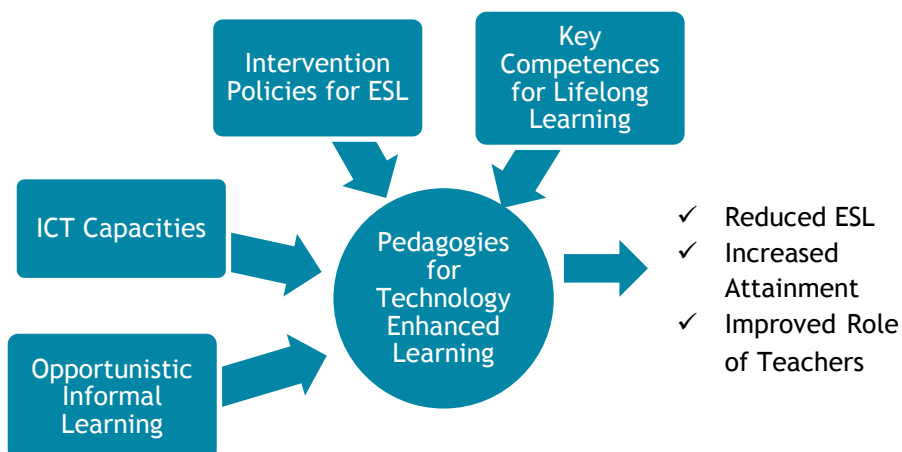 Intervention
Policies for ESL
Key
Competences
for Lifelong
Learning
ICT Capacities
Opportunistic
Informal
Learning
Pedagogies
for
Technology
Enhanced
Learning
✓ Reduced ESL
✓ Increased
Attainment
✓ Improved Role
of Teachers